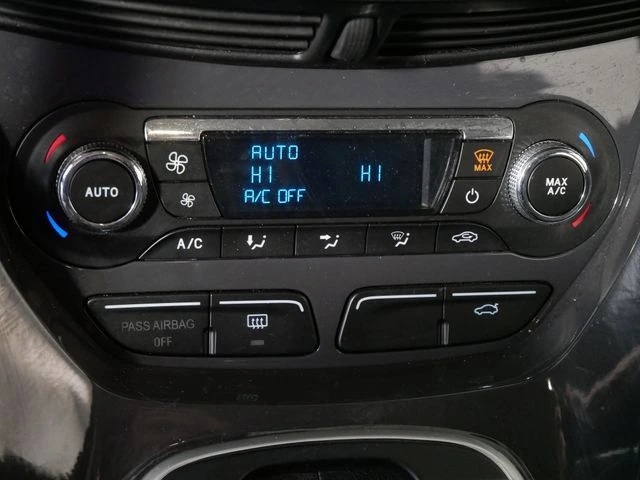 AUTO
HI HI
A/C OFF
MAX
AUTO
MAX
A/C
A/C
PASS AIRBAG
OFF